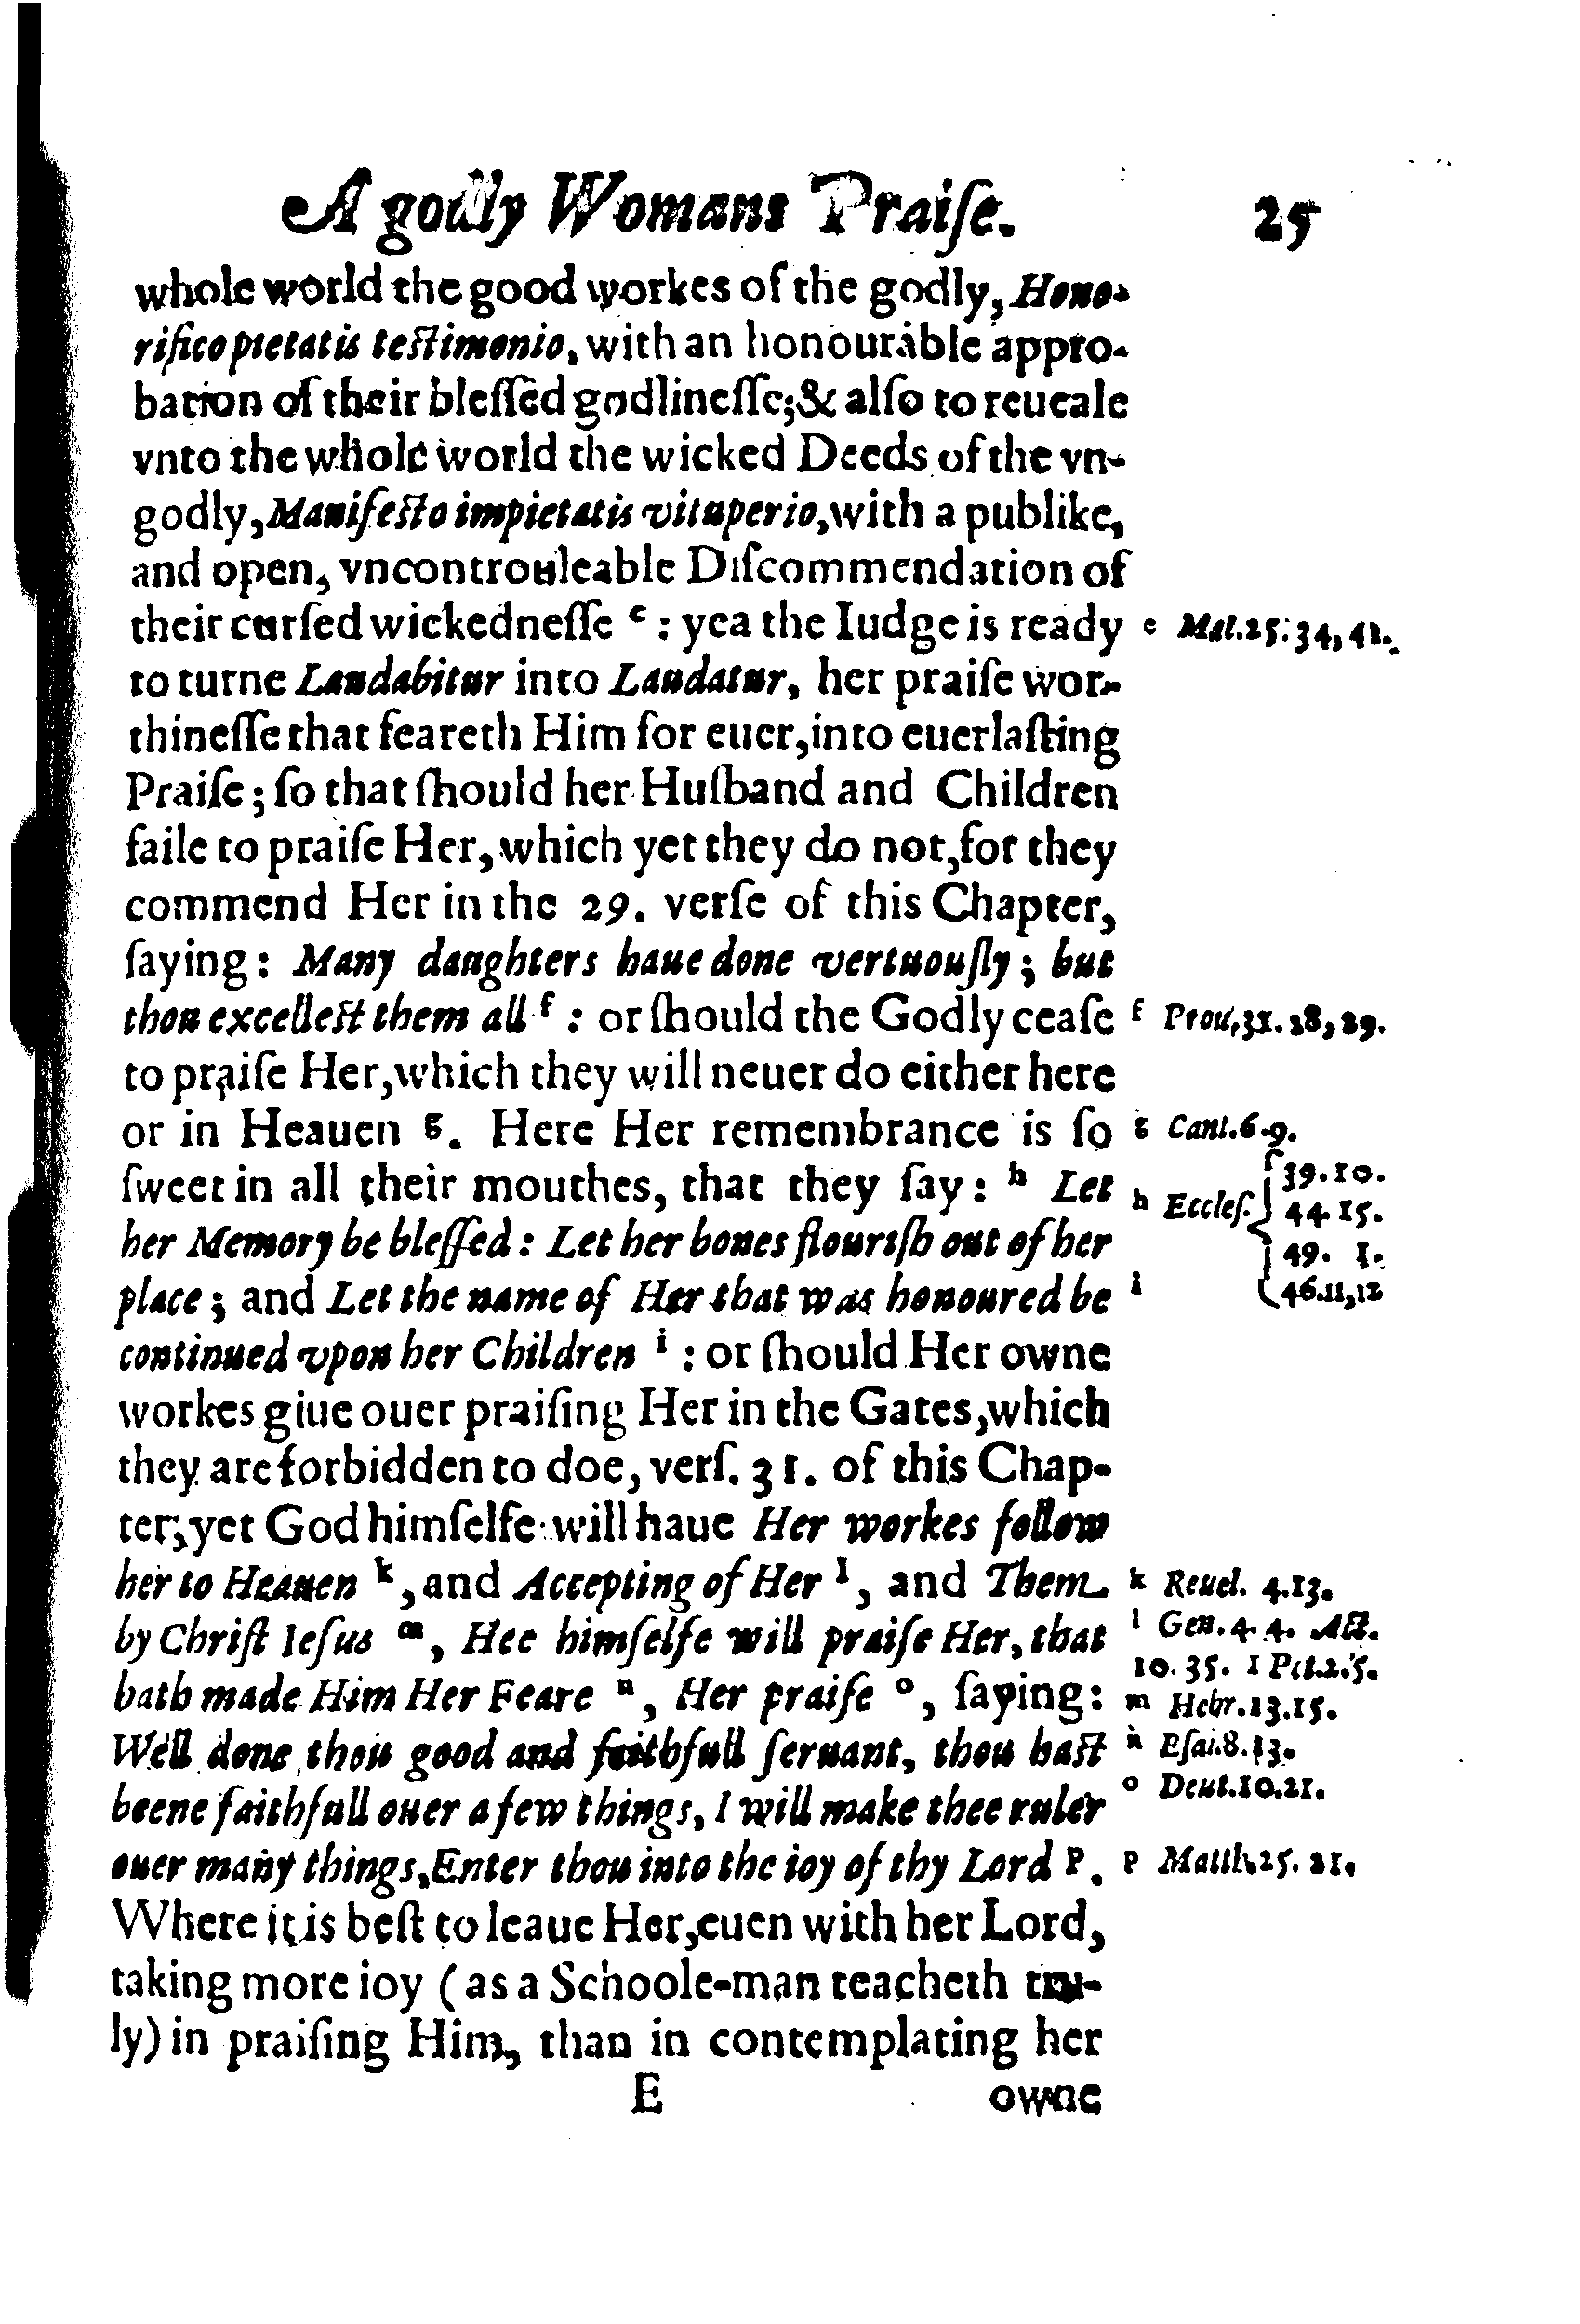 A godly Womans Praiſe. 25
whole world the good workes of the godly, Hono-
rifico pietatis teſtimonio, with an honourable appro-
bation of their bleſſed godlineſſe; & alſo to reueale
vnto the whole world the wicked Deeds of the vn-
godly, Manifeſto impietatis vituperio, with a publike,
and open, vncontrouleable Diſcommendation of
their curſed wickedneſſe e : yea the Iudge is ready
e Mat.25.34,41.
to turne Laudabitur into Laudatur, her praiſe wor-
thineſſe that feareth Him for euer, into euerlaſting
Praiſe; ſo that ſhould her Huſband and Children
faile to praiſe Her, which yet they do not, for they
commend Her in the 29. verſe of this Chapter,
ſaying: Many daughters haue done vertuouſly; but
thou excelleſt them all f : or ſhould the Godly ceaſe
f Prou.31.28,29.
to praiſe Her, which they will neuer do either here
or in Heauen g. Here Her remembrance is ſo
g Cant.6.9.
ſweet in all their mouthes, that they ſay: h Let
h Eccleſ. { 39.10.
44.15.
49. 1.
i 46.11,12
her Memory be bleſſed: Let her bones flouriſh out of her
place; and Let the name of Her that was honoured be
continued vpon her Children i : or ſhould Her owne
workes giue ouer praiſing Her in the Gates, which
they are forbidden to doe, verſ. 31. of this Chap-
ter; yet God himſelfe will haue Her workes follow
her to Heauen k, and Accepting of Her l, and Them
k Reuel. 4.13.
by Chriſt Ieſus m, Hee himſelfe will praiſe Her, that
l Gen.4.4. Act.
10.35. 1 Pet.2.5.
hath made Him Her Feare n, Her praiſe o, ſaying:
m Hebr.13.15.
Well done thou good and faithfull ſeruant, thou haſt
n Eſai.8.13.
o Deut.10.21.
beene faithfull ouer a few things, I will make thee ruler
ouer many things, Enter thou into the ioy of thy Lord p.
p Matth.25.21.
Where it is beſt to leaue Her, euen with her Lord,
taking more ioy (as a Schoole-man teacheth tru-
ly) in praiſing Him, than in contemplating her
E owne